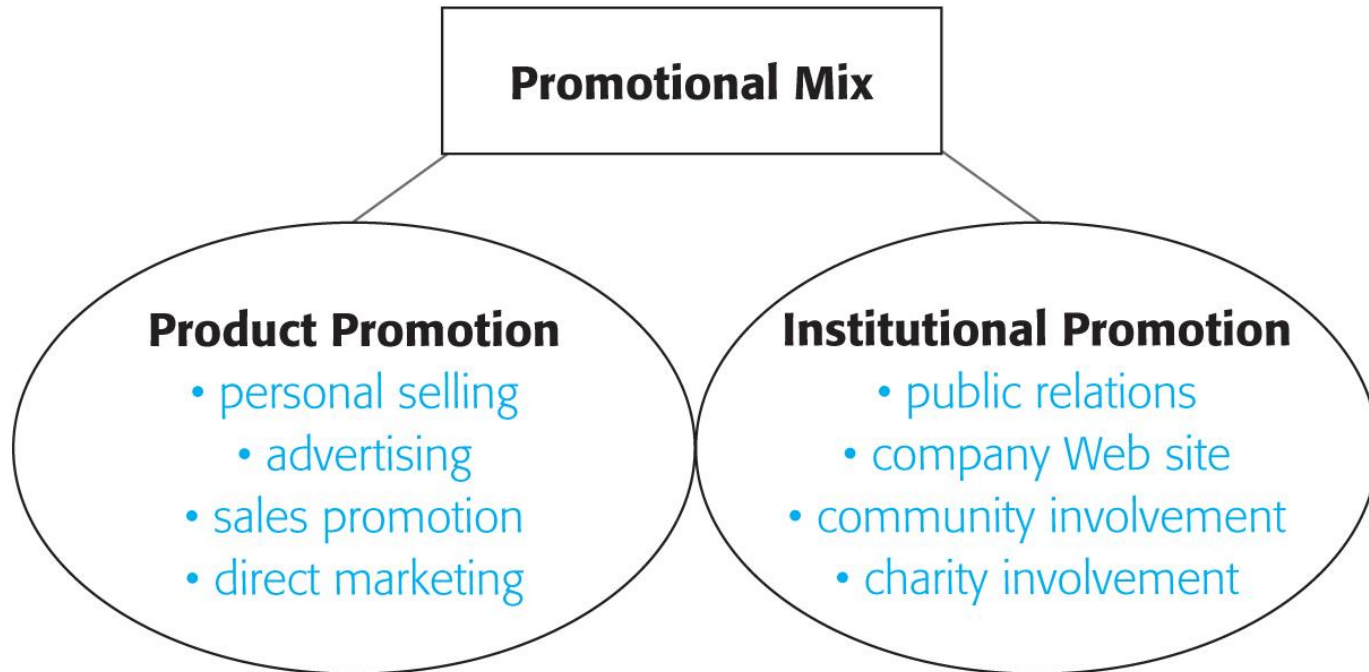 Promotional Mix
Product Promotion
• personal selling
• advertising
• sales promotion
• direct marketing
Institutional Promotion
• public relations
• company Web site
• community involvement
• charity involvement